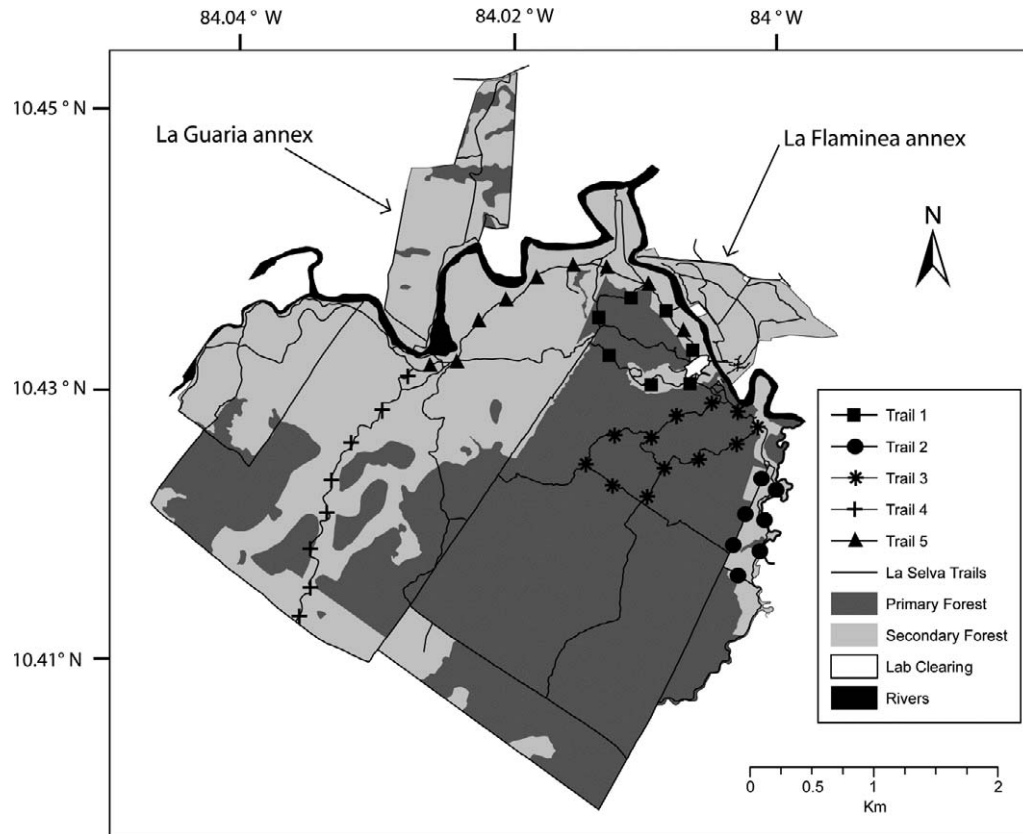 84.04° W
84.02° W
84° W
10.45° N
10.43° N
10.41° N
La Guaria annex
La Flaminea annex
N
Trail 1
Trail 2
Trail 3
Trail 4
Trail 5
La Selva Trails
Primary Forest
Secondary Forest
Lab Clearing
Rivers
0 0.5 1 2
Km